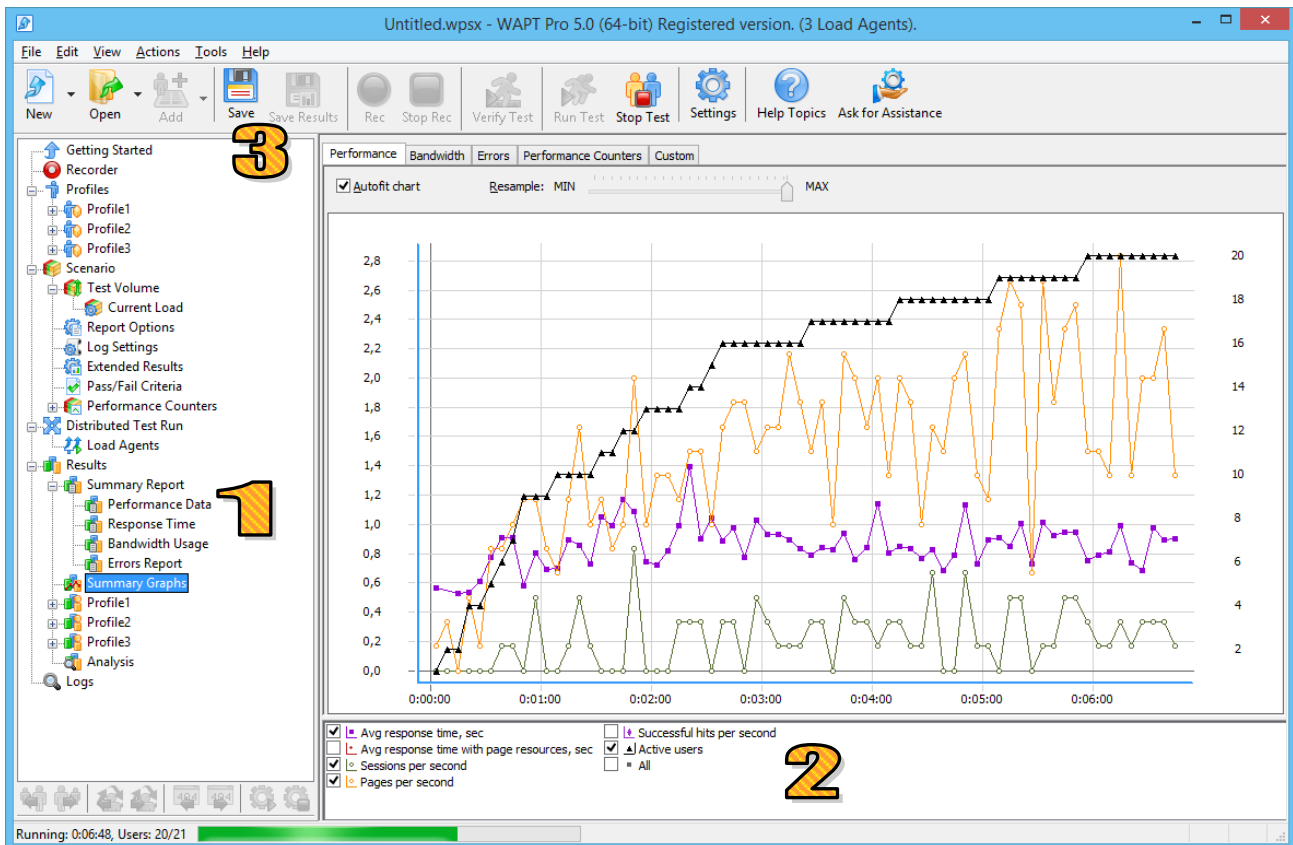 Untitled.wpsx - WAPT Pro 5.0 (64-bit) Registered version. (3 Load Agents).
File Edit View Actions Tools Help
New Open Add Save Save Results Rec Stop Rec Verify Test Run Test Stop Test Settings Help Topics Ask for Assistance
3
Getting Started
Recorder
Profiles
Profile1
Profile2
Profile3
Scenario
Test Volume
Current Load
Report Options
Log Settings
Extended Results
Pass/Fail Criteria
Performance Counters
Distributed Test Run
Load Agents
Results
Summary Report
Performance Data
Response Time
Bandwidth Usage
Errors Report
Summary Graphs
Profile1
Profile2
Profile3
Analysis
Logs
1
404 404
Performance Bandwidth Errors Performance Counters Custom
Autofit chart Resample: MIN MAX
2,8 20
2,6
2,4 18
2,2 16
2,0
1,8 14
1,6 12
1,4
1,2 10
1,0 8
0,8
0,6 6
0,4 4
0,2 2
0,0
0:00:00 0:01:00 0:02:00 0:03:00 0:04:00 0:05:00 0:06:00
Avg response time, sec Successful hits per second
Avg response time with page resources, sec Active users
Sessions per second All
Pages per second
2
Running: 0:06:48, Users: 20/21